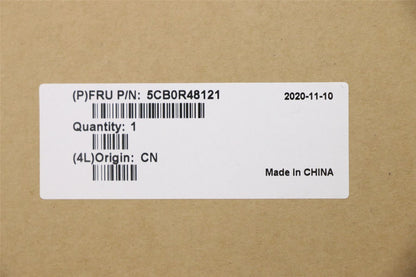 (P)FRU P/N: 5CB0R48121
2020-11-10
Quantity: 1
(4L)Origin: CN
Made in CHINA